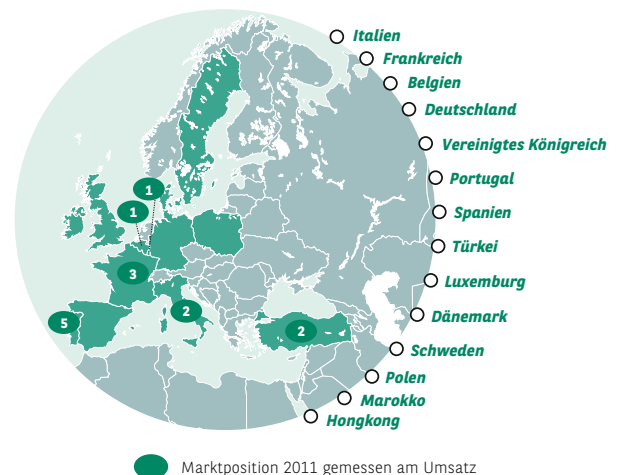 Italien
Frankreich
Belgien
Deutschland
Vereinigtes Königreich
Portugal
Spanien
Türkei
Luxemburg
Dänemark
Schweden
Polen
Marokko
Hongkong
1
1
3
2
5
2
Marktposition 2011 gemessen am Umsatz